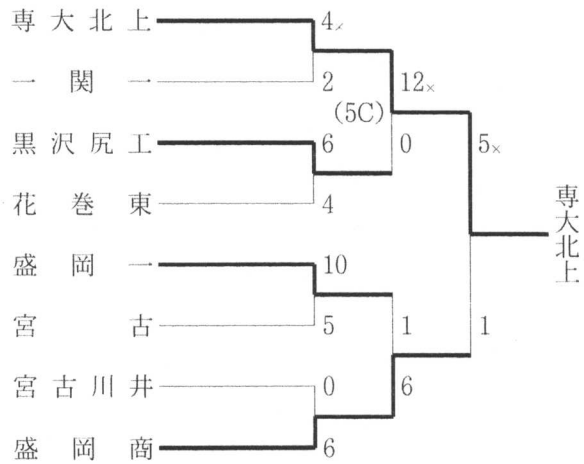 専大北上 4×
一関一 2 12×
(5C)
黒沢尻工 6 0 5×
花巻東 4
専大北上
盛岡一 10
宮古 5 1 1
宮古川井 0 6
盛岡商 6